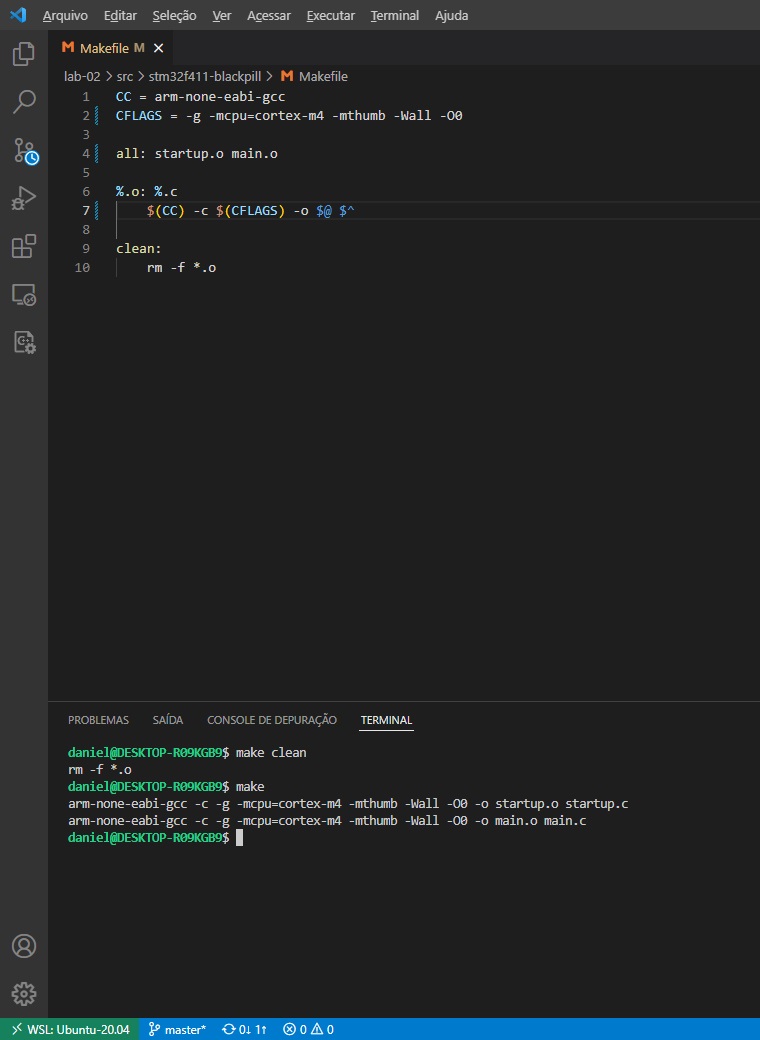 Arquivo Editar Seleção Ver Acessar Executar Terminal Ajuda
Makefile M
lab-02 > src > stm32f411-blackpill > Makefile
1 CC = arm-none-eabi-gcc
2 CFLAGS = -g -mcpu=cortex-m4 -mthumb -Wall -O0
3
4 all: startup.o main.o
5
6 %.o: %.c
7 $(CC) -c $(CFLAGS) -o $@ $^
8
9 clean:
10 rm -f *.o
PROBLEMAS SAÍDA CONSOLE DE DEPURAÇÃO TERMINAL
daniel@DESKTOP-R09KGB9$ make clean
rm -f *.o
daniel@DESKTOP-R09KGB9$ make
arm-none-eabi-gcc -c -g -mcpu=cortex-m4 -mthumb -Wall -O0 -o startup.o startup.c
arm-none-eabi-gcc -c -g -mcpu=cortex-m4 -mthumb -Wall -O0 -o main.o main.c
daniel@DESKTOP-R09KGB9$
WSL: Ubuntu-20.04 master* 0↓ 1↑ 0 0